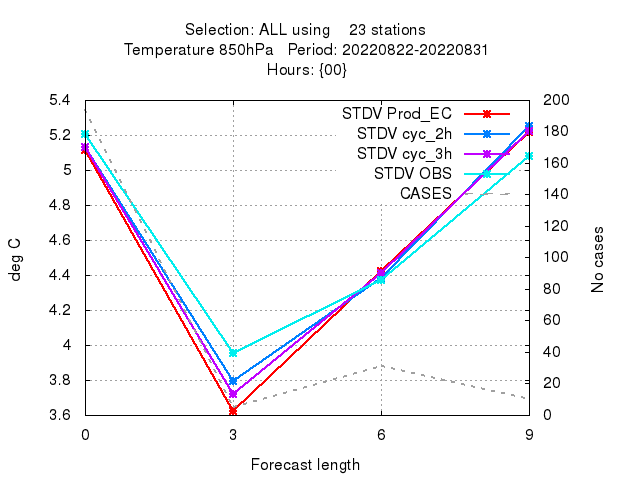 Selection: ALL using    23 stations
Temperature 850hPa   Period: 20220822-20220831
Hours: {00}
STDV Prod_EC
STDV cyc_2h
STDV cyc_3h
STDV OBS
CASES
5.4
5.2
5
4.8
4.6
4.4
4.2
4
3.8
3.6
deg C
200
180
160
140
120
100
80
60
40
20
0
No cases
0 3 6 9
Forecast length